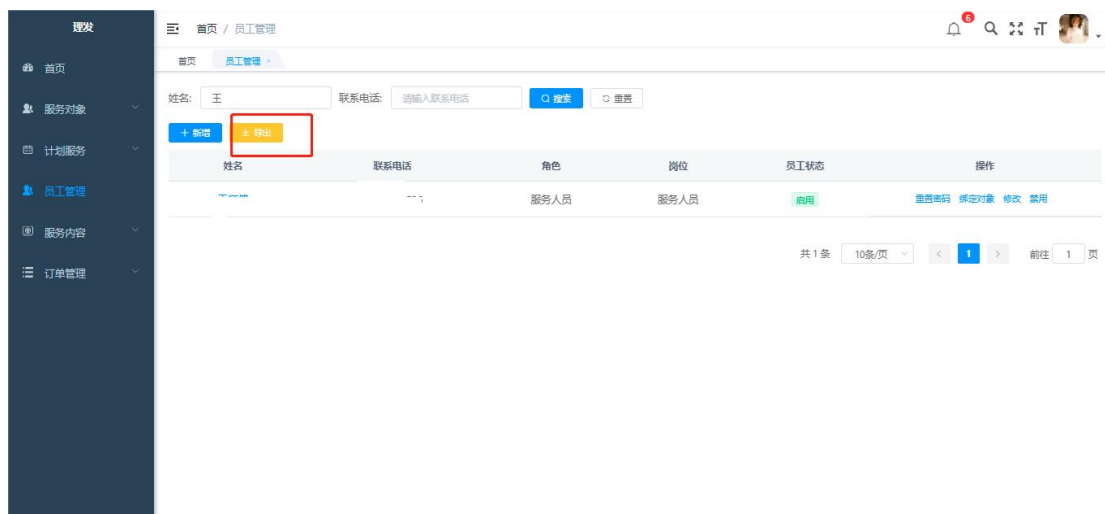 理发
首页 / 员工管理
6
首页
员工管理 ×
首页
服务对象
计划服务
员工管理
服务内容
订单管理
姓名: 王 联系电话: 请输入联系电话 搜索 重置
+ 新增 导出
姓名 联系电话 角色 岗位 员工状态 操作
服务人员 服务人员 启用 重置密码 绑定对象 修改 禁用
共 1 条 10条/页 < 1 > 前往 1 页